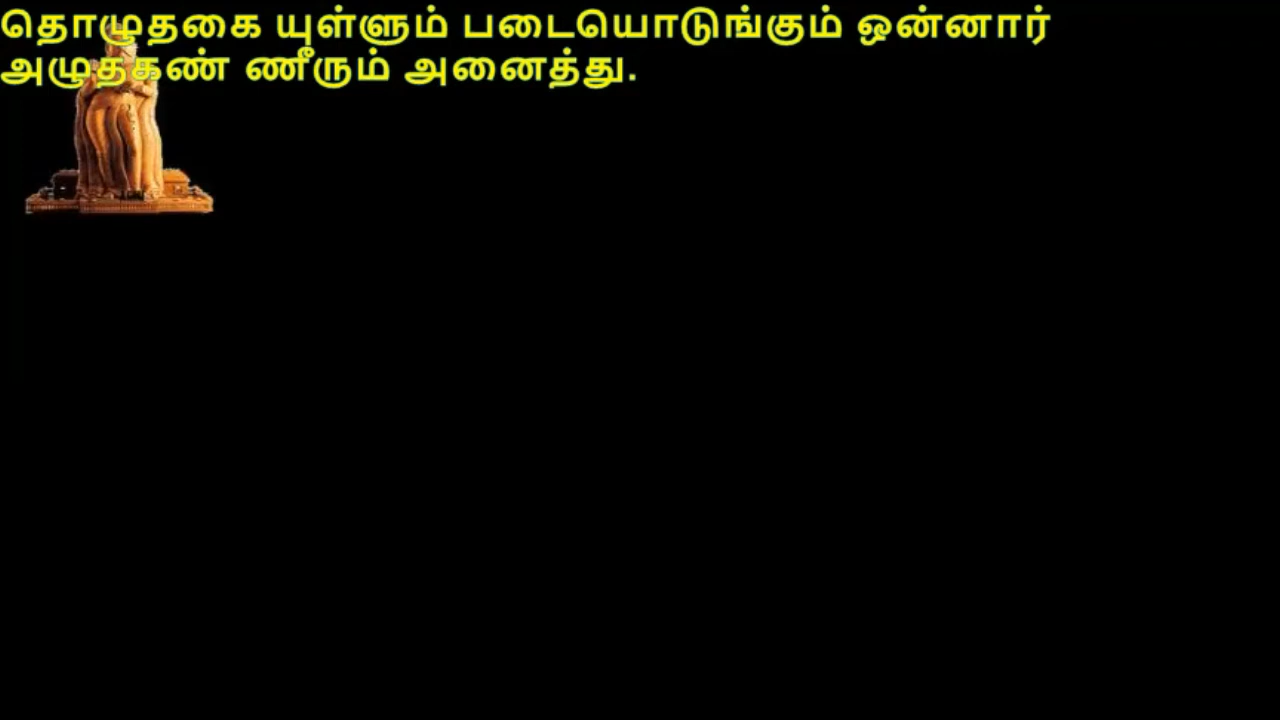 தொழுதகை யுள்ளும் படையொடுங்கும் ஒன்னார்
அழுதகண் ணீரும் அனைத்து.